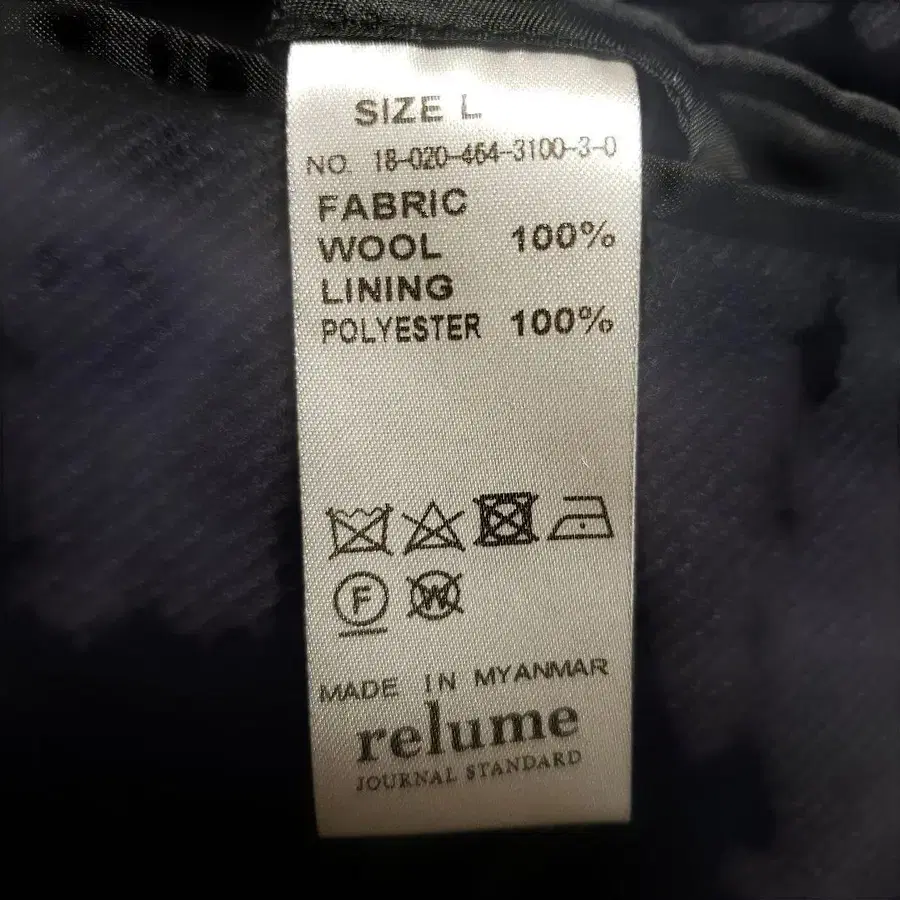 SIZE L
NO. 18-020-464-3100-3-0
FABRIC
WOOL 100%
LINING
POLYESTER 100%
F W
MADE IN MYANMAR
relume
JOURNAL STANDARD